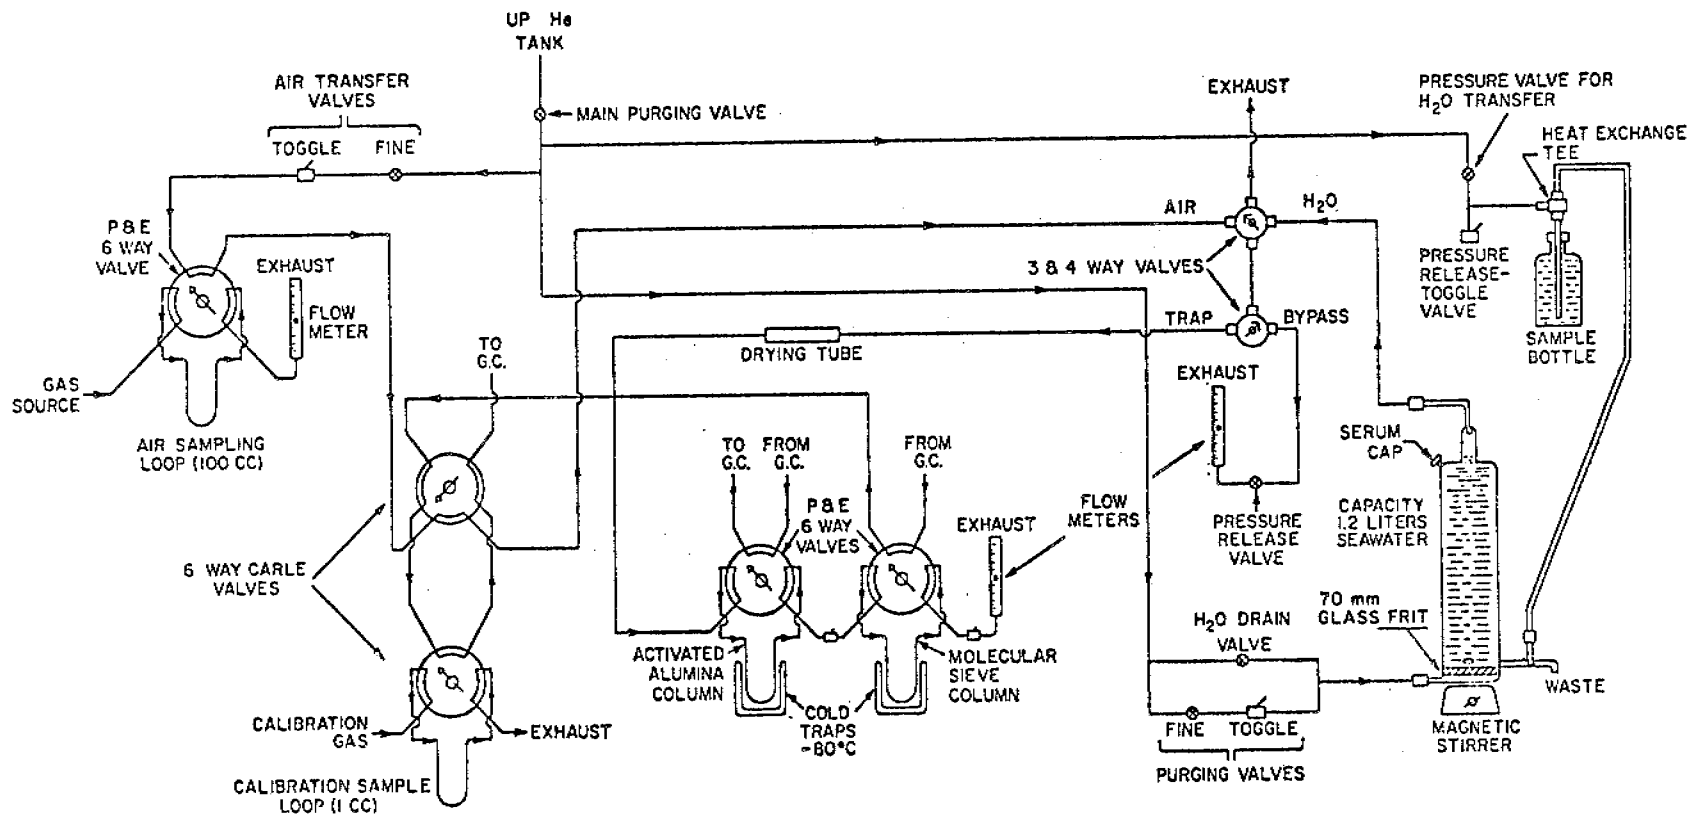 UP He
TANK
MAIN PURGING VALVE
AIR TRANSFER
VALVES
TOGGLE FINE
P & E
6 WAY
VALVE
EXHAUST
FLOW
METER
GAS
SOURCE
AIR SAMPLING
LOOP (100 CC)
TO
G.C.
6 WAY CARLE
VALVES
CALIBRATION
GAS
EXHAUST
CALIBRATION SAMPLE
LOOP (1 CC)
EXHAUST
AIR
H2O
3 & 4 WAY VALVES
TRAP
BYPASS
DRYING TUBE
TO
G.C.
FROM
G.C.
FROM
G.C.
P & E
6 WAY
VALVES
EXHAUST
FLOW
METERS
ACTIVATED
ALUMINA
COLUMN
MOLECULAR
SIEVE
COLUMN
COLD
TRAPS
-80°C
EXHAUST
PRESSURE
RELEASE
VALVE
PRESSURE VALVE FOR
H2O TRANSFER
HEAT EXCHANGE
TEE
PRESSURE
RELEASE-
TOGGLE
VALVE
SAMPLE
BOTTLE
SERUM
CAP
CAPACITY
1.2 LITERS
SEAWATER
70 mm
GLASS FRIT
H2O DRAIN
VALVE
FINE TOGGLE
PURGING VALVES
WASTE
MAGNETIC
STIRRER